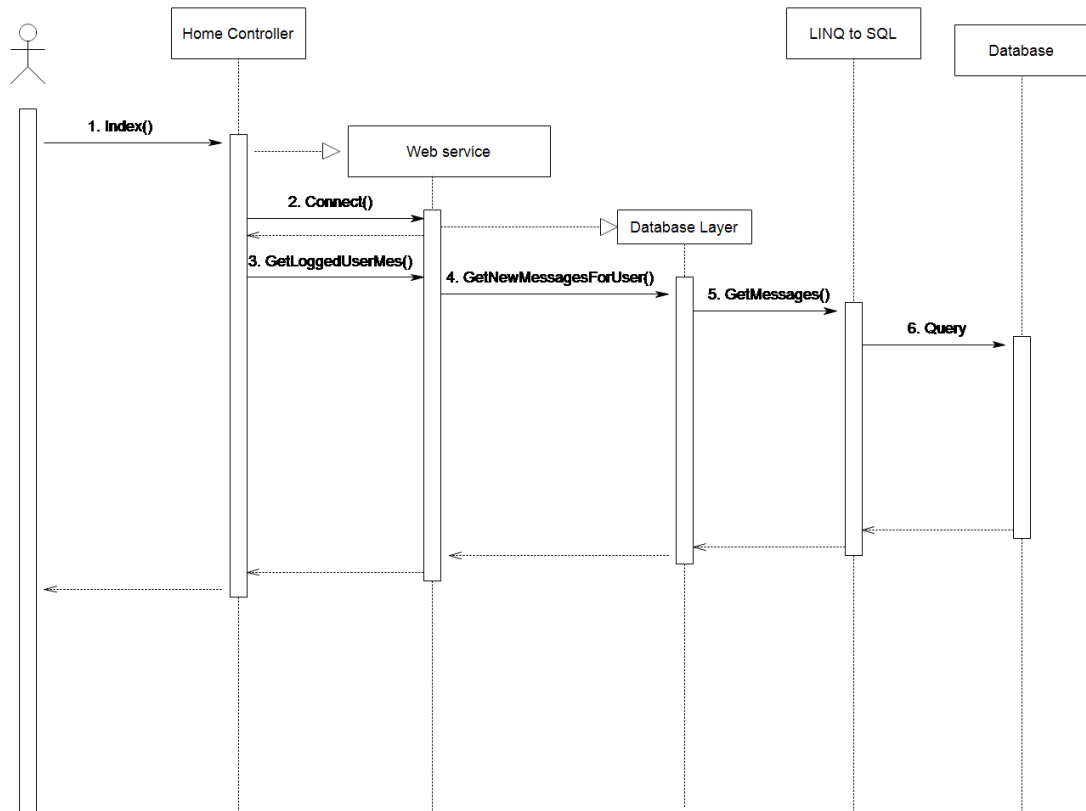 Home Controller
LINQ to SQL
Database
1. Index()
Web service
2. Connect()
Database Layer
3. GetLoggedUserMes()
4. GetNewMessagesForUser()
5. GetMessages()
6. Query